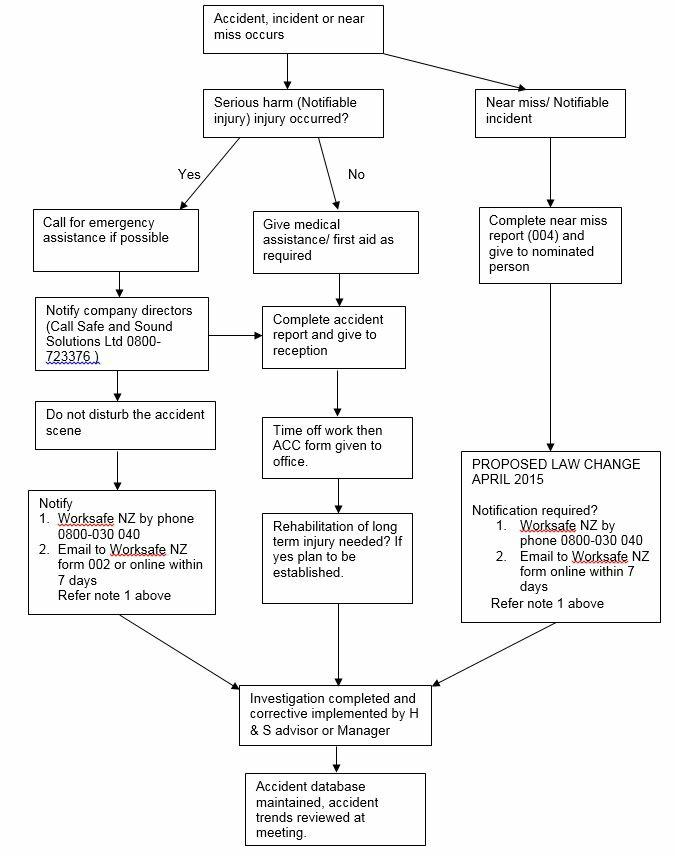 Accident, incident or near
miss occurs
Serious harm (Notifiable
injury) injury occurred?
Near miss/ Notifiable
incident
Yes
No
Call for emergency
assistance if possible
Give medical
assistance/ first aid as
required
Complete near miss
report (004) and
give to nominated
person
Notify company directors
(Call Safe and Sound
Solutions Ltd 0800-
723376 )
Complete accident
report and give to
reception
Do not disturb the accident
scene
Time off work then
ACC form given to
office.
PROPOSED LAW CHANGE
APRIL 2015
Notification required?
1. Worksafe NZ by
phone 0800-030 040
2. Email to Worksafe NZ
form online within 7
days
Refer note 1 above
Notify
1. Worksafe NZ by phone
0800-030 040
2. Email to Worksafe NZ
form 002 or online within
7 days
Refer note 1 above
Rehabilitation of long
term injury needed? If
yes plan to be
established.
Investigation completed and
corrective implemented by H
& S advisor or Manager
Accident database
maintained, accident
trends reviewed at
meeting.